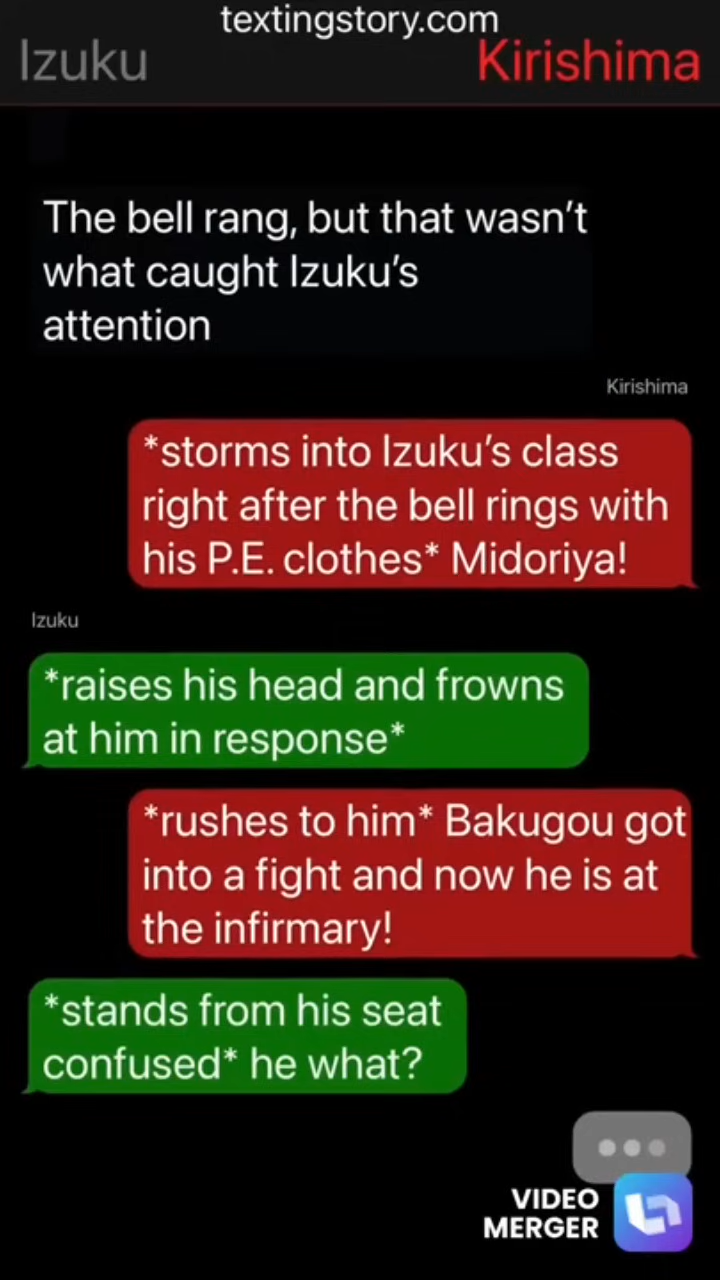 textingstory.com
Izuku
Kirishima
The bell rang, but that wasn’t
what caught Izuku’s
attention
Kirishima
*storms into Izuku’s class
right after the bell rings with
his P.E. clothes* Midoriya!
Izuku
*raises his head and frowns
at him in response*
*rushes to him* Bakugou got
into a fight and now he is at
the infirmary!
*stands from his seat
confused* he what?
VIDEO
MERGER